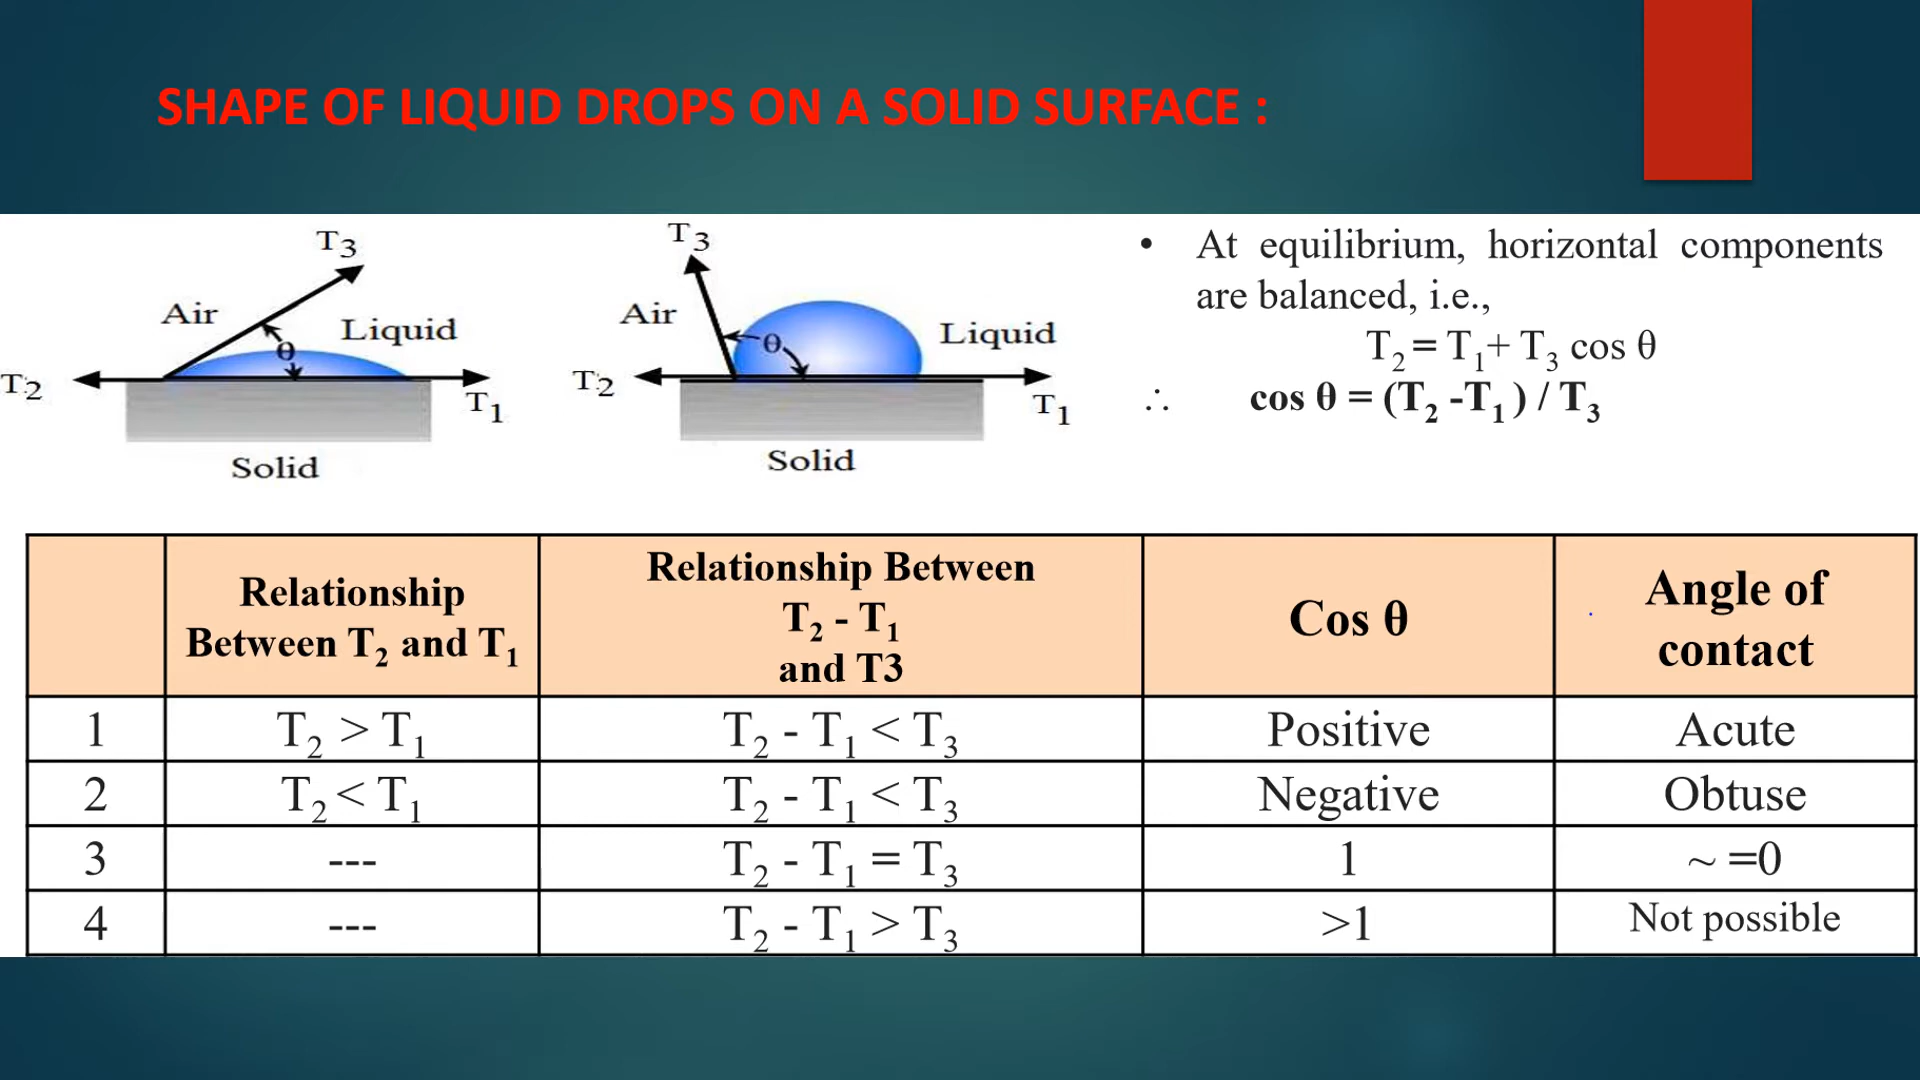 SHAPE OF LIQUID DROPS ON A SOLID SURFACE :
T3
Air
Liquid
θ
T2
T1
Solid
T3
Air
θ
Liquid
T2
T1
Solid
• At equilibrium, horizontal components
are balanced, i.e.,
T2 = T1+ T3 cos θ
∴ cos θ = (T2 -T1 ) / T3
Relationship
Between T2 and T1
Relationship Between
T2 - T1
and T3
Cos θ
Angle of
contact
1 T2 > T1 T2 - T1 < T3 Positive Acute
2 T2 < T1 T2 - T1 < T3 Negative Obtuse
3 --- T2 - T1 = T3 1 ~ =0
4 --- T2 - T1 > T3 >1 Not possible